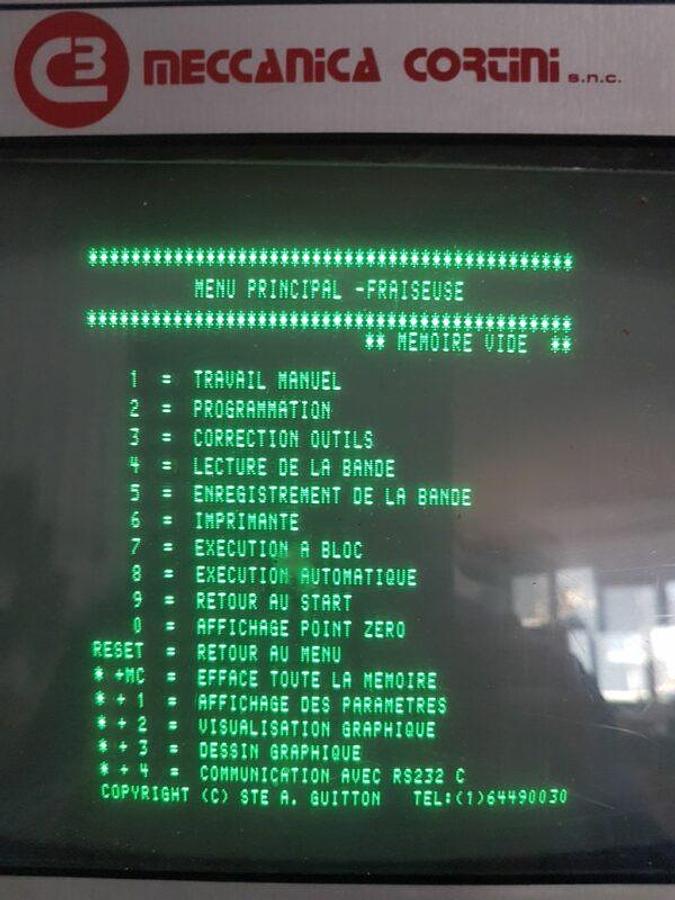 C3 MECCANICA CORTINI s.n.c.
******************************************
MENU PRINCIPAL -FRAISEUSE
******************************************
** MEMOIRE VIDE **
1 = TRAVAIL MANUEL
2 = PROGRAMMATION
3 = CORRECTION OUTILS
4 = LECTURE DE LA BANDE
5 = ENREGISTREMENT DE LA BANDE
6 = IMPRIMANTE
7 = EXECUTION A BLOC
8 = EXECUTION AUTOMATIQUE
9 = RETOUR AU START
0 = AFFICHAGE POINT ZERO
RESET = RETOUR AU MENU
* +MC = EFFACE TOUTE LA MEMOIRE
* + 1 = AFFICHAGE DES PARAMETRES
* + 2 = VISUALISATION GRAPHIQUE
* + 3 = DESSIN GRAPHIQUE
* + 4 = COMMUNICATION AVEC RS232 C
COPYRIGHT (C) STE A. GUITTON TEL:(1)64490030